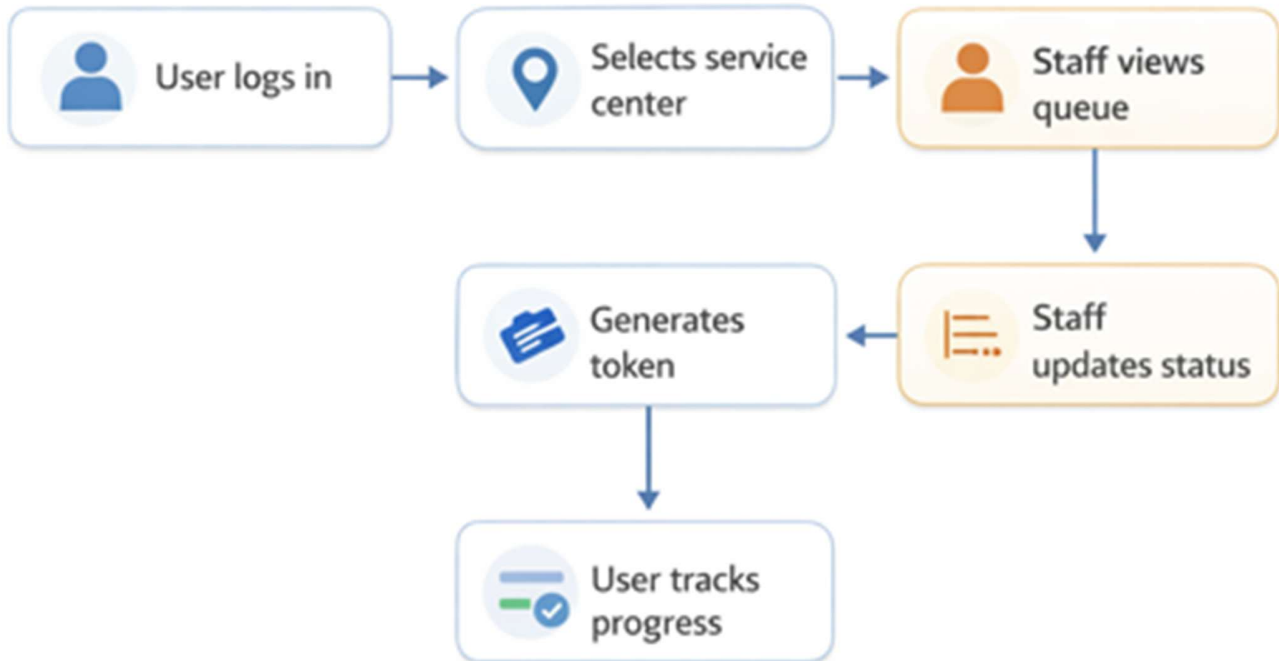 User logs in
Selects service
center
Staff views
queue
Staff
updates status
Generates
token
User tracks
progress